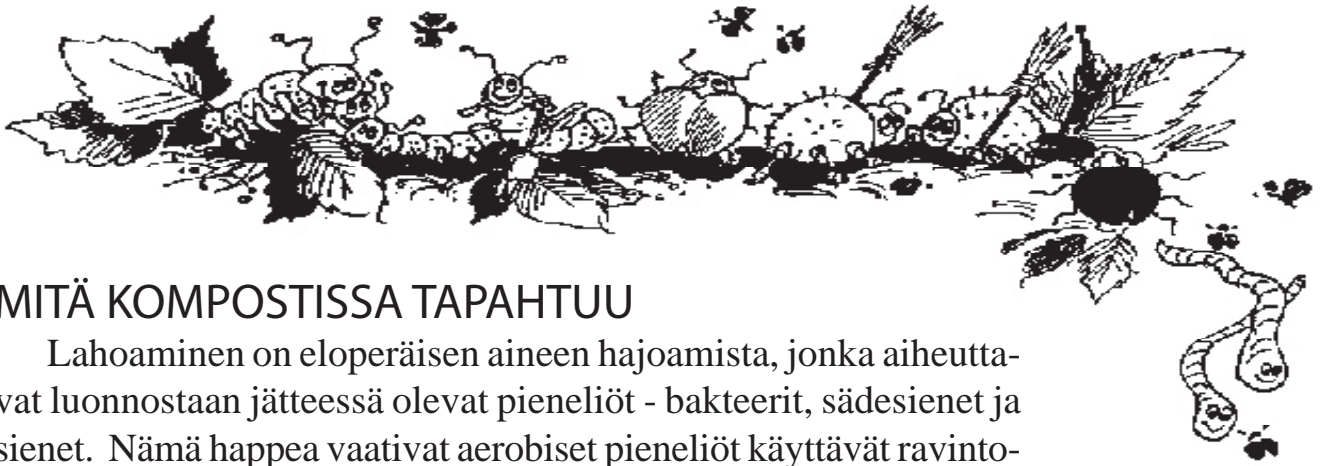 MITÄ KOMPOSTISSA TAPAHTUU
Lahoaminen on eloperäisen aineen hajoamista, jonka aiheutta-
vat luonnostaan jätteessä olevat pieneliöt - bakteerit, sädesienet ja
sienet. Nämä happea vaativat aerobiset pieneliöt käyttävät ravinto-